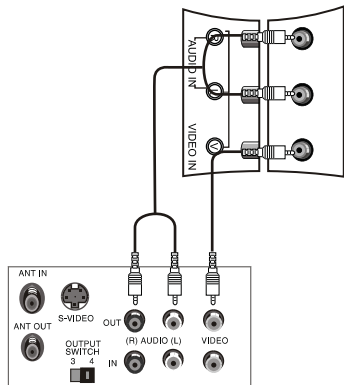 AUDIO IN
VIDEO IN
V
ANT IN
S-VIDEO
ANT OUT
OUTPUT
SWITCH
3 4
OUT
(R) AUDIO (L)
VIDEO
IN